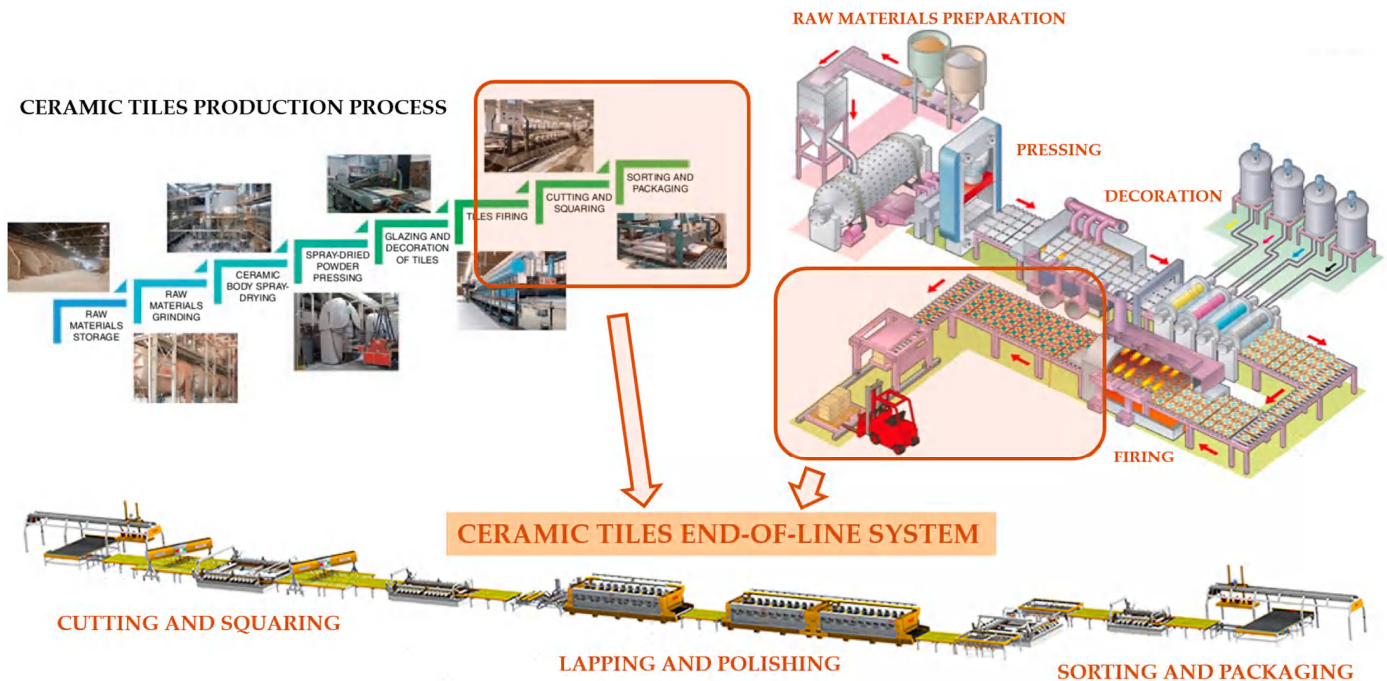 CERAMIC TILES PRODUCTION PROCESS
RAW
MATERIALS
STORAGE
RAW
MATERIALS
GRINDING
CERAMIC
BODY SPRAY-
DRYING
SPRAY-DRIED
POWDER
PRESSING
GLAZING AND
DECORATION
OF TILES
TILES FIRING
CUTTING AND
SQUARING
SORTING AND
PACKAGING
RAW MATERIALS PREPARATION
PRESSING
DECORATION
FIRING
CERAMIC TILES END-OF-LINE SYSTEM
CUTTING AND SQUARING
LAPPING AND POLISHING
SORTING AND PACKAGING